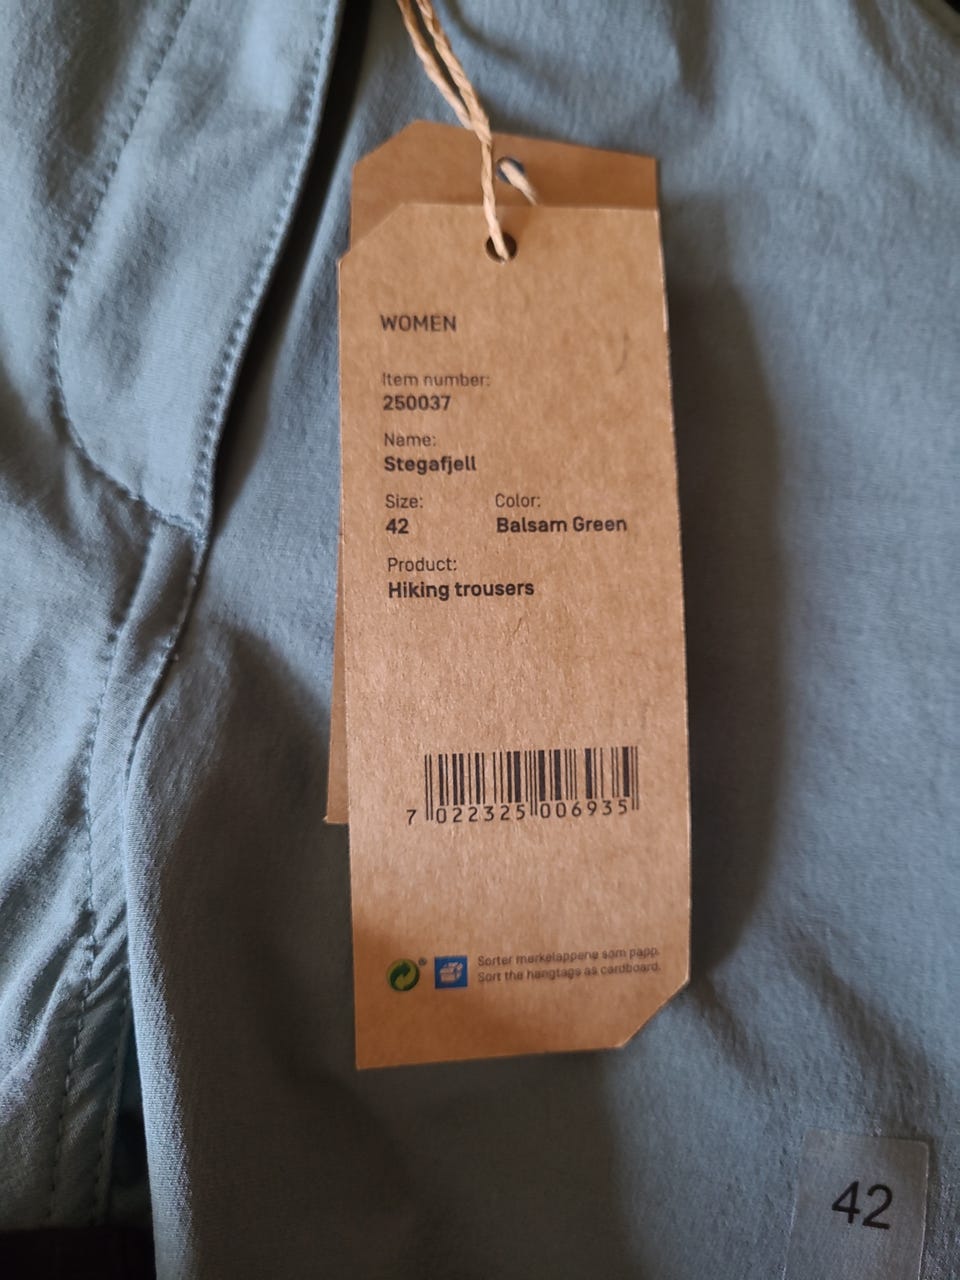 WOMEN
Item number:
250037
Name:
Stegafjell
Size: Color:
42 Balsam Green
Product:
Hiking trousers
7 022325 006935
Sorter merkelappene som papp.
Sort the hangtags as cardboard.
42